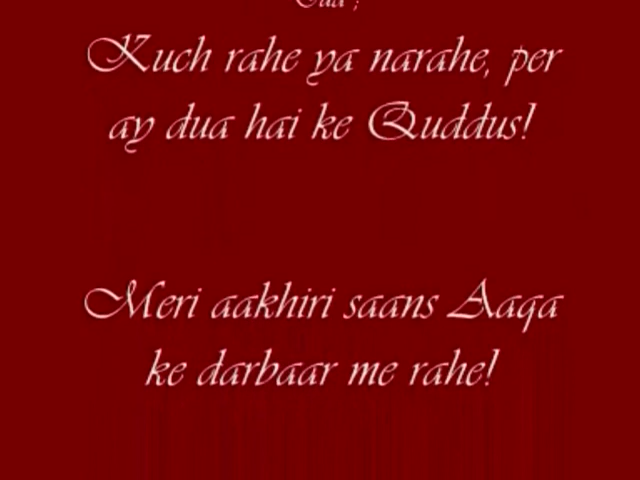 Kuch rahe ya narahe, per
ay dua hai ke Quddus!
Meri aakhiri saans Aaqa
ke darbaar me rahe!